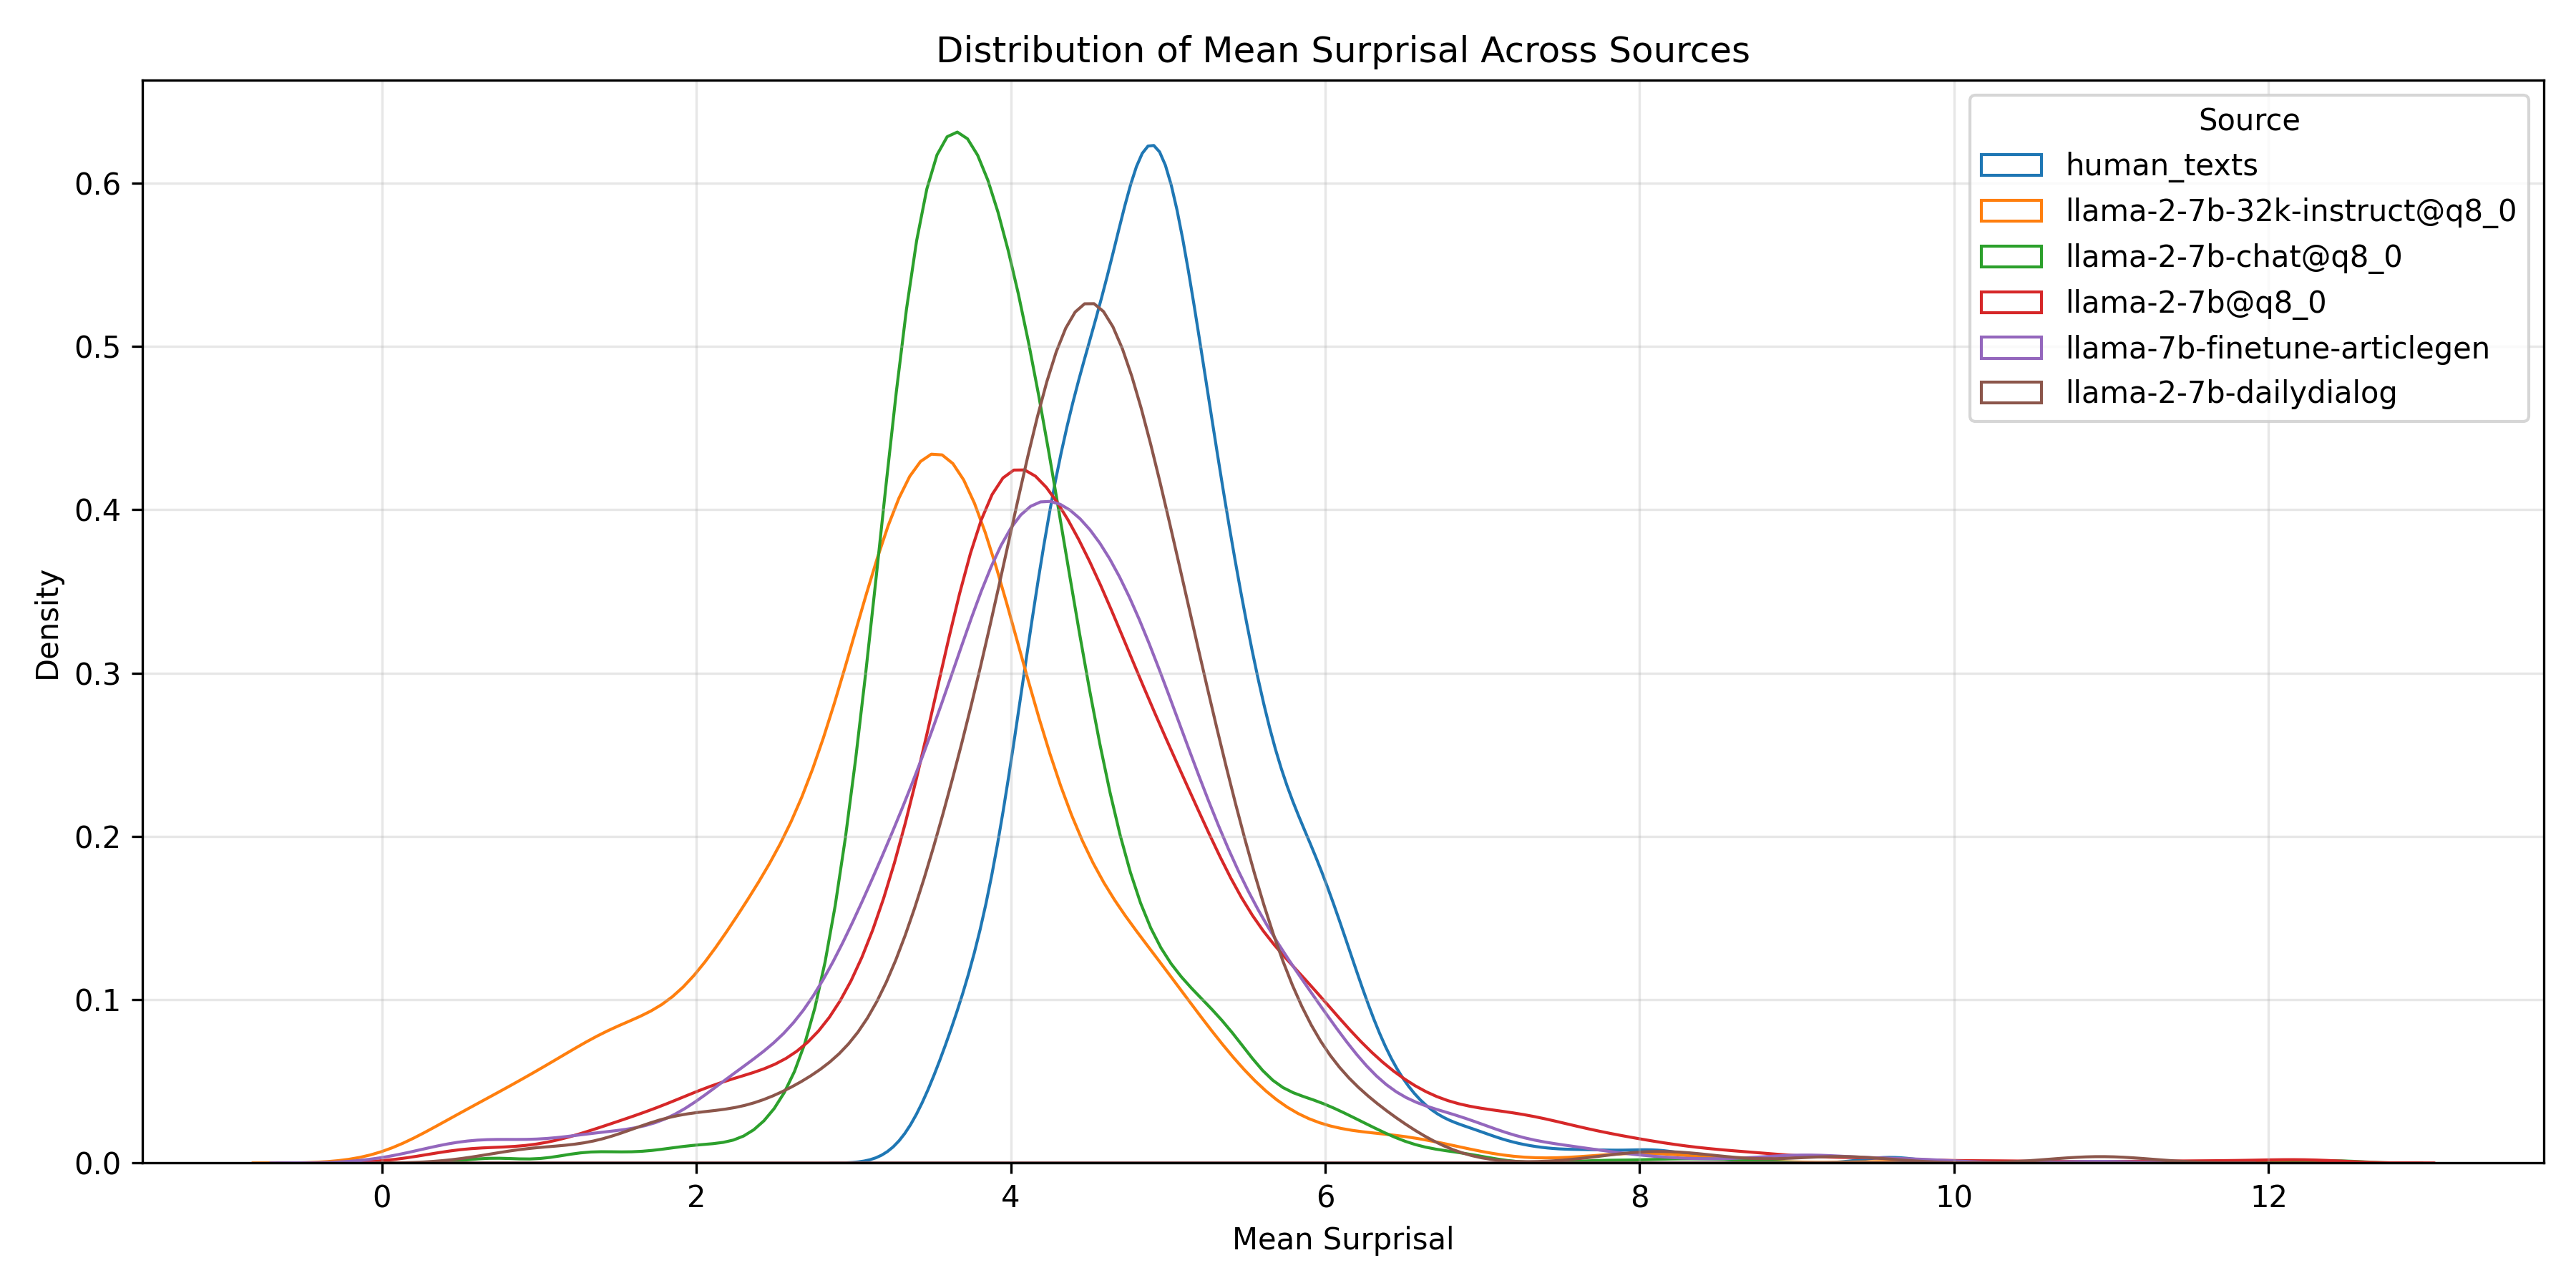 Distribution of Mean Surprisal Across Sources
Source
human_texts
llama-2-7b-32k-instruct@q8_0
llama-2-7b-chat@q8_0
llama-2-7b@q8_0
llama-7b-finetune-articlegen
llama-2-7b-dailydialog
Density
0.6
0.5
0.4
0.3
0.2
0.1
0.0
0 2 4 6 8 10 12
Mean Surprisal